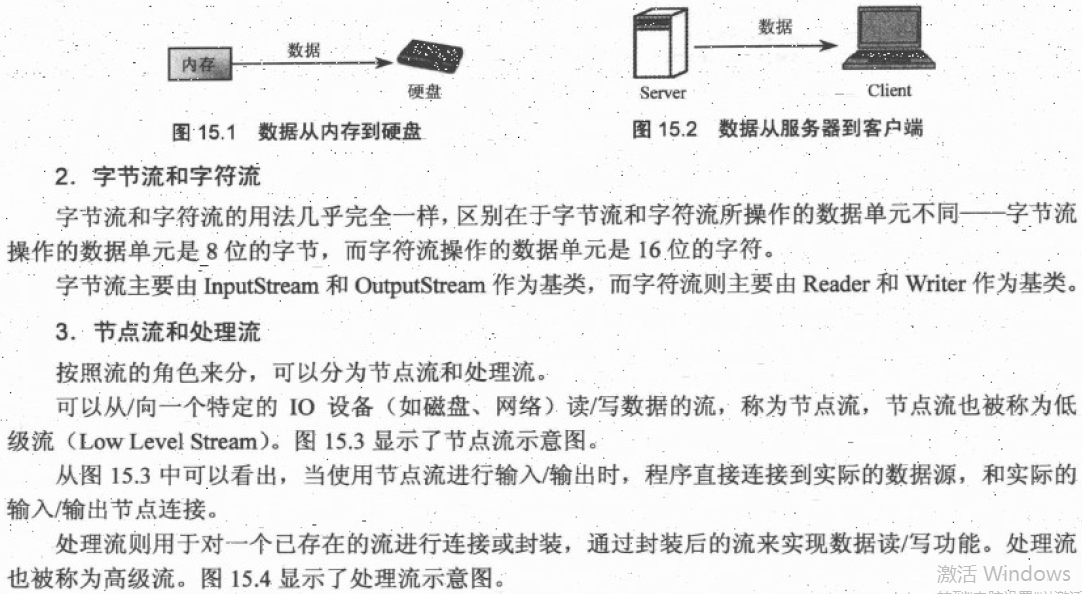 内存
数据
硬盘
图 15.1 数据从内存到硬盘
数据
Server
Client
图 15.2 数据从服务器到客户端
2．字节流和字符流
字节流和字符流的用法几乎完全一样，区别在于字节流和字符流所操作的数据单元不同——字节流
操作的数据单元是 8 位的字节，而字符流操作的数据单元是 16 位的字符。
字节流主要由 InputStream 和 OutputStream 作为基类，而字符流则主要由 Reader 和 Writer 作为基类。
3．节点流和处理流
按照流的角色来分，可以分为节点流和处理流。
可以从/向一个特定的 IO 设备（如磁盘、网络）读/写数据的流，称为节点流，节点流也被称为低
级流（Low Level Stream）。图 15.3 显示了节点流示意图。
从图 15.3 中可以看出，当使用节点流进行输入/输出时，程序直接连接到实际的数据源，和实际的
输入/输出节点连接。
处理流则用于对一个已存在的流进行连接或封装，通过封装后的流来实现数据读/写功能。处理流
也被称为高级流。图 15.4 显示了处理流示意图。
激活 Windows